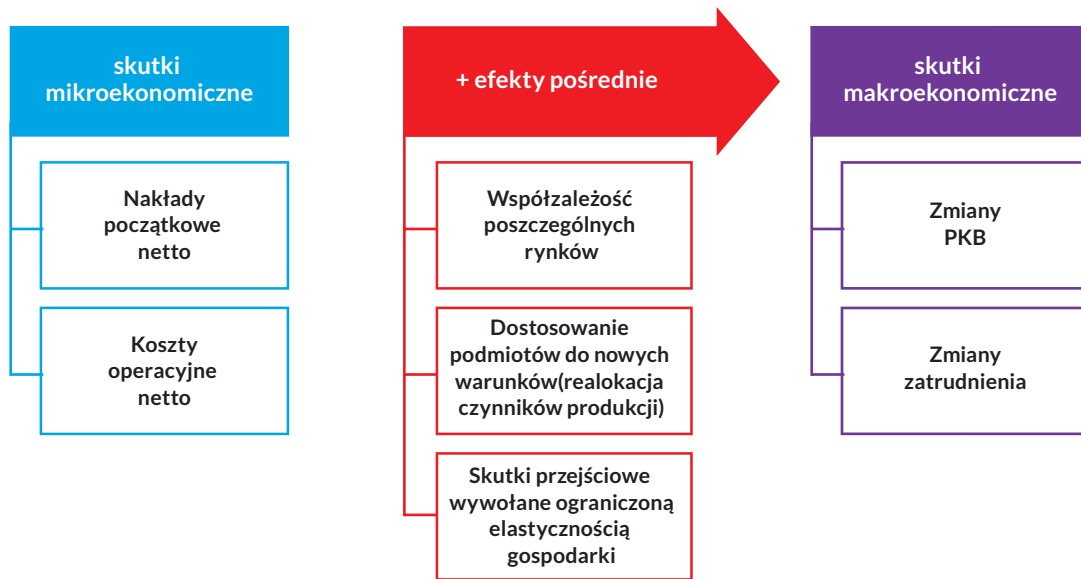 skutki
mikroekonomiczne
Nakłady
początkowe
netto
Koszty
operacyjne
netto
+ efekty pośrednie
Współzależość
poszczególnych
rynków
Dostosowanie
podmiotów do nowych
warunków(realokacja
czynników produkcji)
Skutki przejściowe
wywołane ograniczoną
elastycznością
gospodarki
skutki
makroekonomiczne
Zmiany
PKB
Zmiany
zatrudnienia